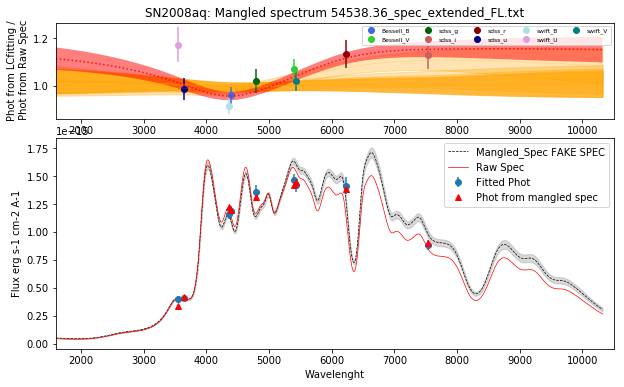 SN2008aq: Mangled spectrum 54538.36_spec_extended_FL.txt
Phot from LCfitting /
Phot from Raw Spec
1.2
1.0
Bessell_B
Bessell_V
sdss_g
sdss_i
sdss_r
sdss_u
swift_B
swift_U
swift_V
2000 3000 4000 5000 6000 7000 8000 9000 10000
1e-15
Flux erg s-1 cm-2 A-1
1.75
1.50
1.25
1.00
0.75
0.50
0.25
0.00
Mangled_Spec FAKE SPEC
Raw Spec
Fitted Phot
Phot from mangled spec
2000 3000 4000 5000 6000 7000 8000 9000 10000
Wavelenght